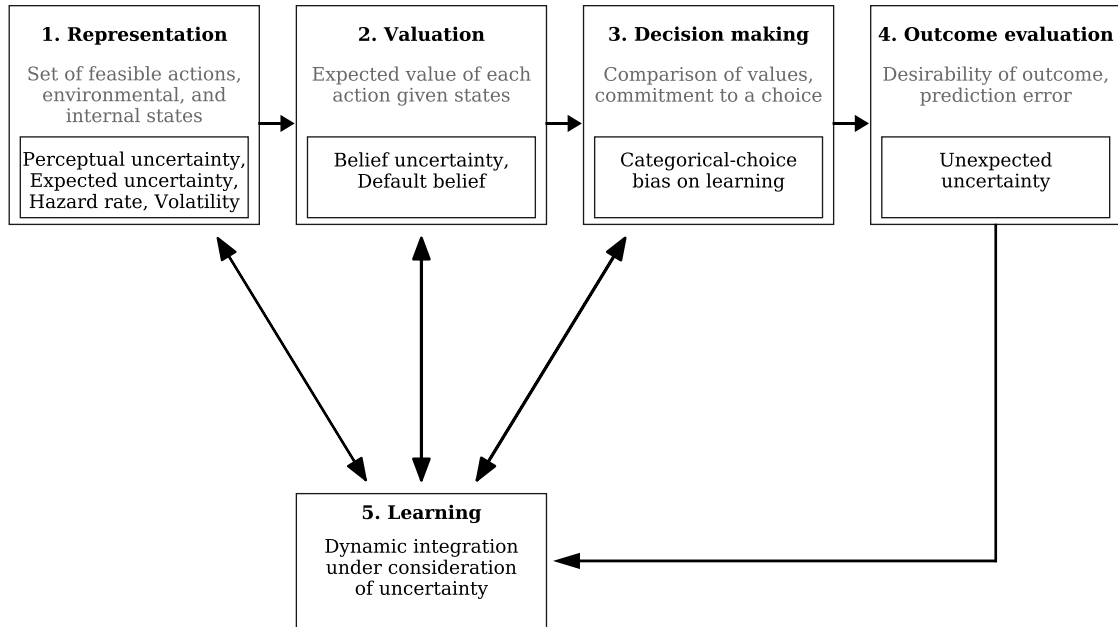 1. Representation
Set of feasible actions,
environmental, and
internal states
Perceptual uncertainty,
Expected uncertainty,
Hazard rate, Volatility
2. Valuation
Expected value of each
action given states
Belief uncertainty,
Default belief
3. Decision making
Comparison of values,
commitment to a choice
Categorical-choice
bias on learning
4. Outcome evaluation
Desirability of outcome,
prediction error
Unexpected
uncertainty
5. Learning
Dynamic integration
under consideration
of uncertainty